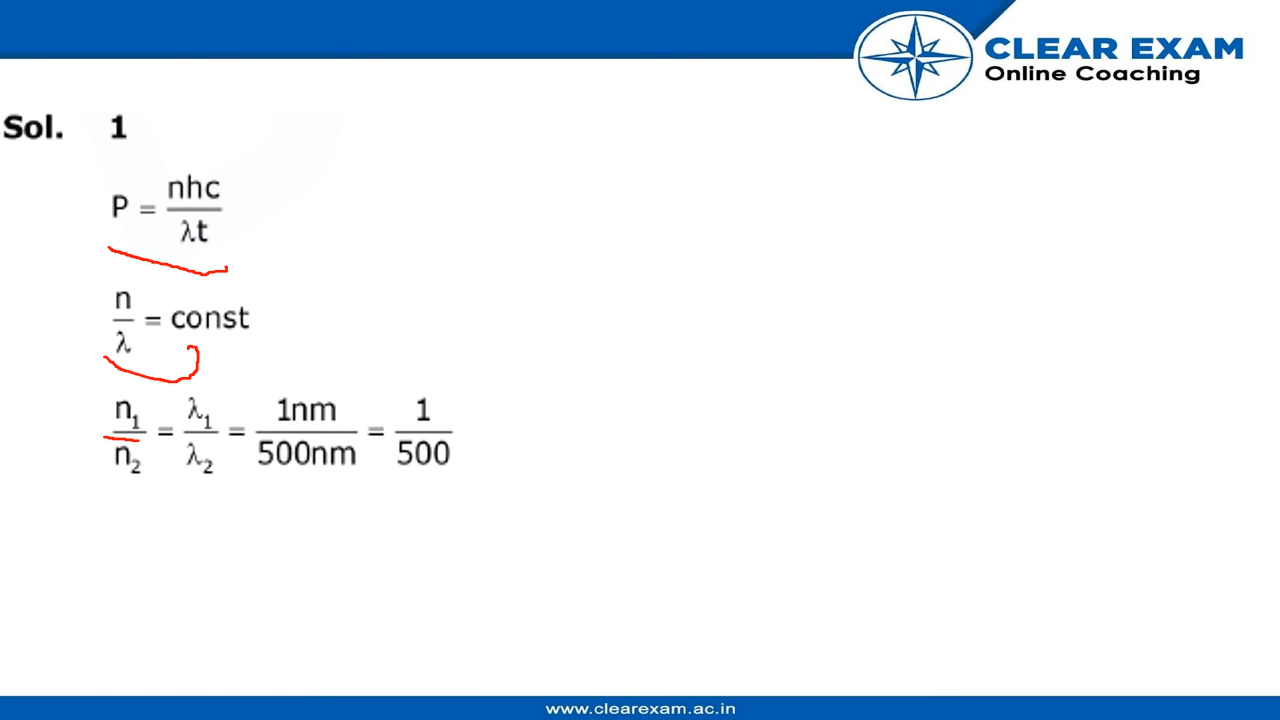 CLEAR EXAM
Online Coaching
Sol. 1
P = nhc/λt
n/λ = const
n₁/n₂ = λ₁/λ₂ = 1nm/500nm = 1/500
www.clearexam.ac.in